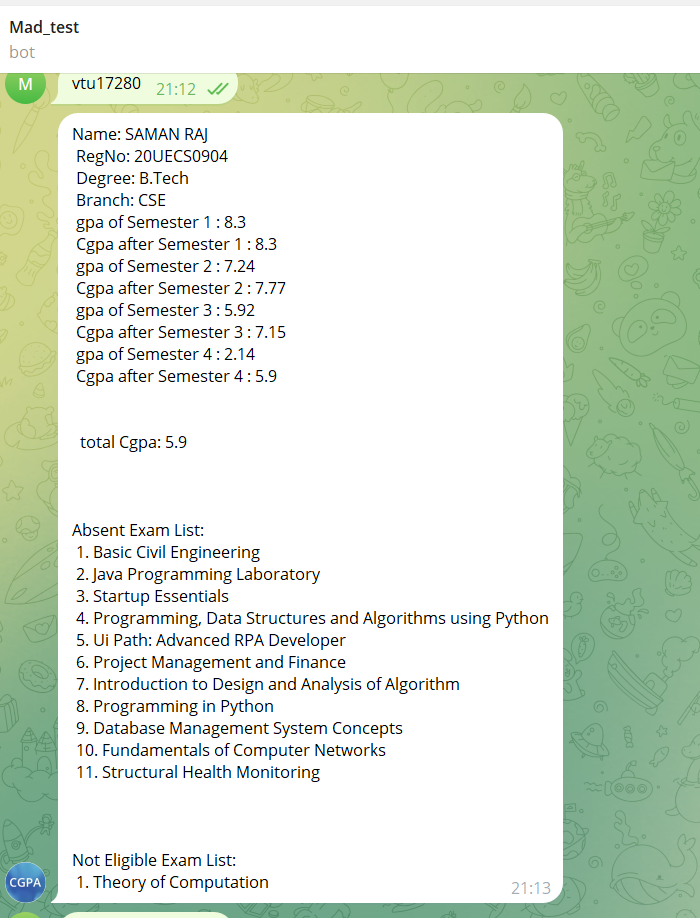 Mad_test
bot
M
vtu17280
21:12
Name: SAMAN RAJ
RegNo: 20UECS0904
Degree: B.Tech
Branch: CSE
gpa of Semester 1 : 8.3
Cgpa after Semester 1 : 8.3
gpa of Semester 2 : 7.24
Cgpa after Semester 2 : 7.77
gpa of Semester 3 : 5.92
Cgpa after Semester 3 : 7.15
gpa of Semester 4 : 2.14
Cgpa after Semester 4 : 5.9
total Cgpa: 5.9
Absent Exam List:
1. Basic Civil Engineering
2. Java Programming Laboratory
3. Startup Essentials
4. Programming, Data Structures and Algorithms using Python
5. Ui Path: Advanced RPA Developer
6. Project Management and Finance
7. Introduction to Design and Analysis of Algorithm
8. Programming in Python
9. Database Management System Concepts
10. Fundamentals of Computer Networks
11. Structural Health Monitoring
Not Eligible Exam List:
1. Theory of Computation
CGPA
21:13